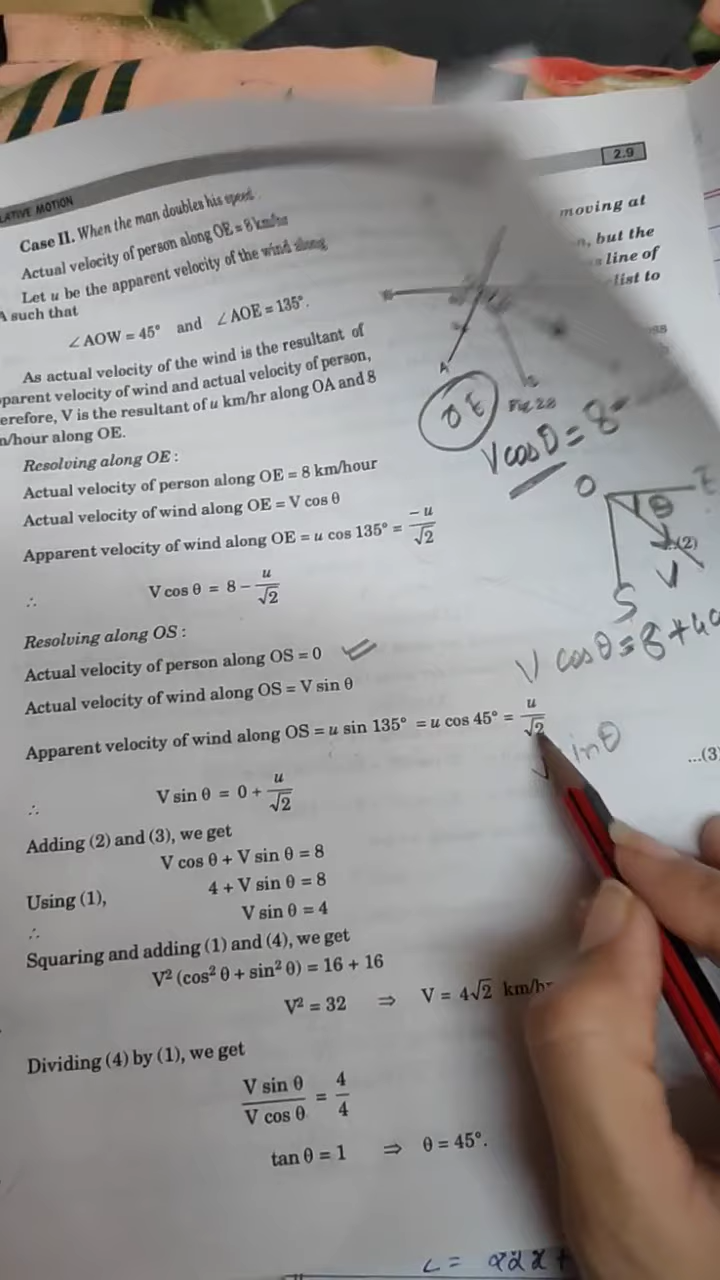 2.9
LATIVE MOTION
Case II. When the man doubles his speed.
Actual velocity of person along OE = 8 km/hr
Let u be the apparent velocity of the wind along
A such that
∠AOW = 45° and ∠AOE = 135°.
As actual velocity of the wind is the resultant of
pparent velocity of wind and actual velocity of person,
erefore, V is the resultant of u km/hr along OA and 8
n/hour along OE.
Resolving along OE :
Actual velocity of person along OE = 8 km/hour
Actual velocity of wind along OE = V cos θ
Apparent velocity of wind along OE = u cos 135° = -u/√2
∴ V cos θ = 8 - u/√2
Resolving along OS :
Actual velocity of person along OS = 0
Actual velocity of wind along OS = V sin θ
Apparent velocity of wind along OS = u sin 135° = u cos 45° = u/√2
...(3)
∴ V sin θ = 0 + u/√2
Adding (2) and (3), we get
V cos θ + V sin θ = 8
Using (1), 4 + V sin θ = 8
∴ V sin θ = 4
Squaring and adding (1) and (4), we get
V² (cos² θ + sin² θ) = 16 + 16
V² = 32 ⇒ V = 4√2 km/hr
Dividing (4) by (1), we get
V sin θ / V cos θ = 4/4
tan θ = 1 ⇒ θ = 45°.
moving at
, but the
line of
list to
A
Fig 2.8
OE
V cosθ = 8
O
E
θ
..(2)
V
S
V cosθ = 8 + u
inθ